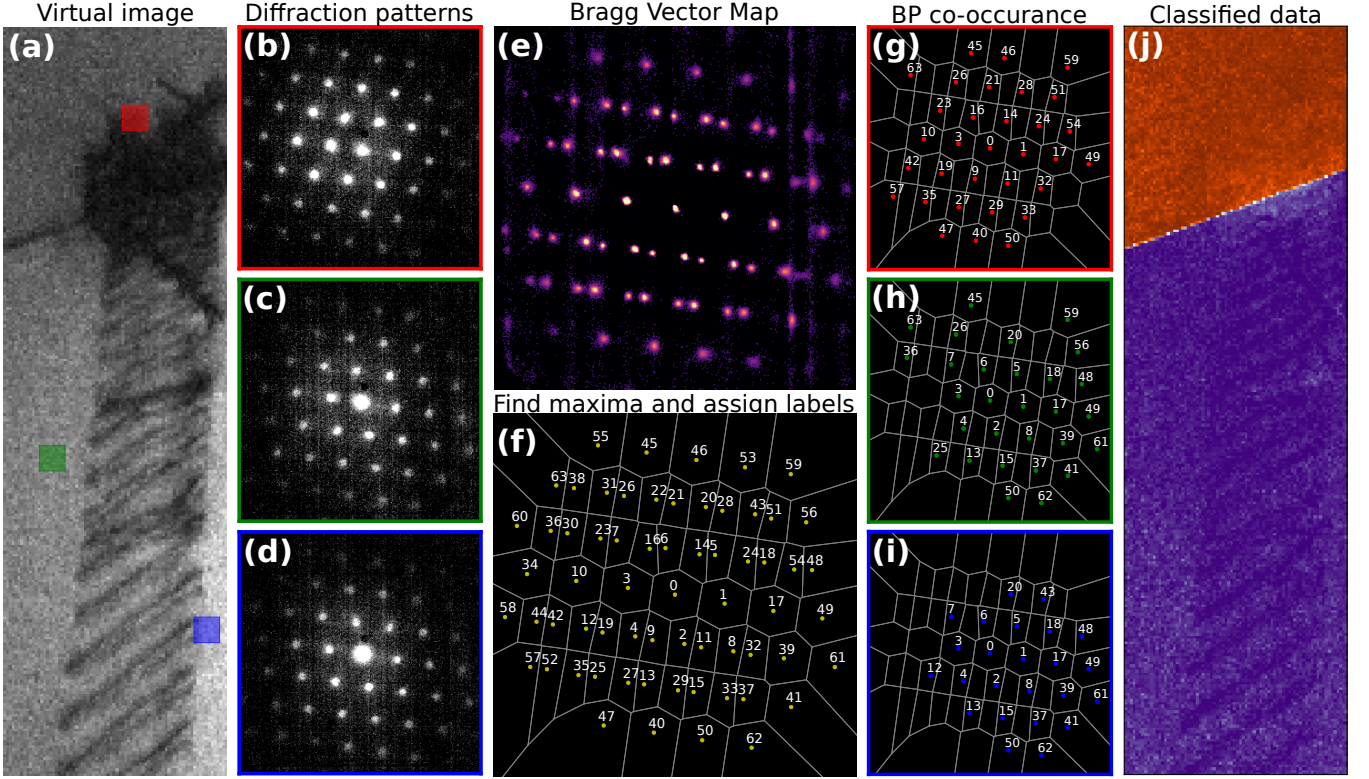 Virtual image
Diffraction patterns
Bragg Vector Map
BP co-occurance
Classified data
(a)
(b)
(c)
(d)
(e)
Find maxima and assign labels
(f)
55 45 46 53 59
63 38 31 26 22 21 20 28 43 51 56
60 36 30 23 7 16 6 14 5 24 18 54 48
34 10 3 0 1 17 49
58 44 42 12 19 4 9 2 11 8 32 39 61
57 52 35 25 27 13 29 15 33 37 41
47 40 50 62
(g)
45 46 59
63 26 21 28 51
23 16 14 24 54
10 3 0 1 17 49
42 19 9 11 32
57 35 27 29 33
47 40 50
(h)
45 59
63 26 20 56
36 7 6 5 18 48
3 0 1 17 49
4 2 8 39 61
25 13 15 37 41
50 62
(i)
20 43
7 6 5 18 48
3 0 1 17 49
12 4 2 8 39 61
13 15 37 41
50 62
(j)